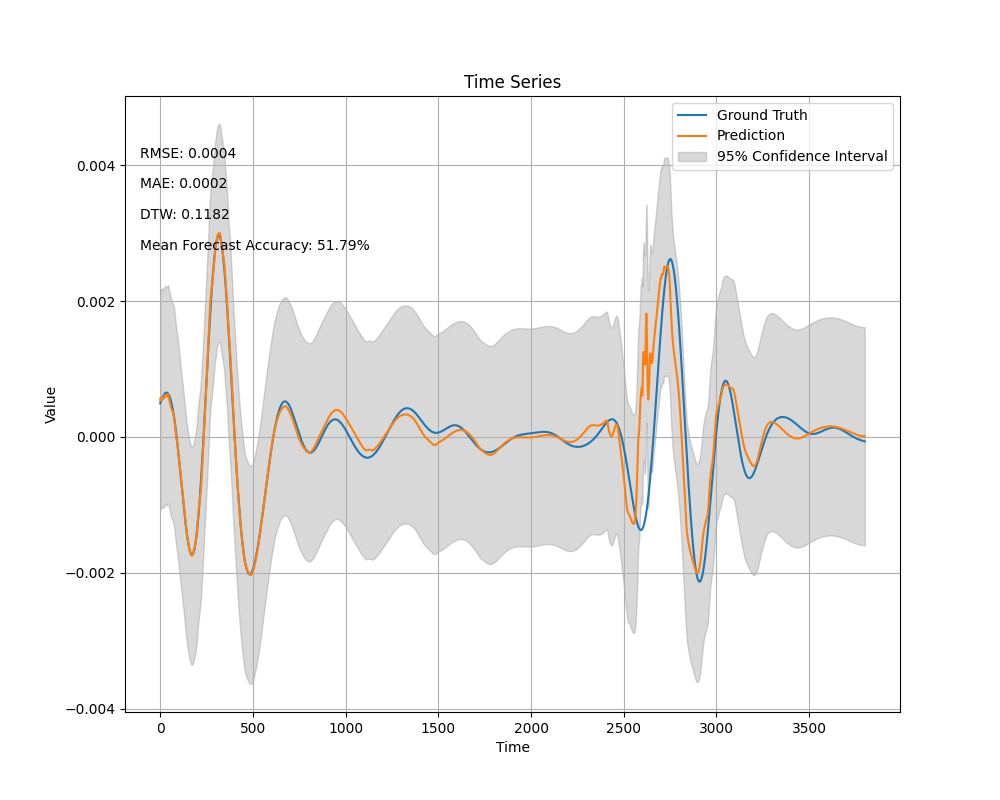 Time Series
Ground Truth
Prediction
95% Confidence Interval
RMSE: 0.0004
MAE: 0.0002
DTW: 0.1182
Mean Forecast Accuracy: 51.79%
Value
0.004
0.002
0.000
−0.002
−0.004
0 500 1000 1500 2000 2500 3000 3500
Time